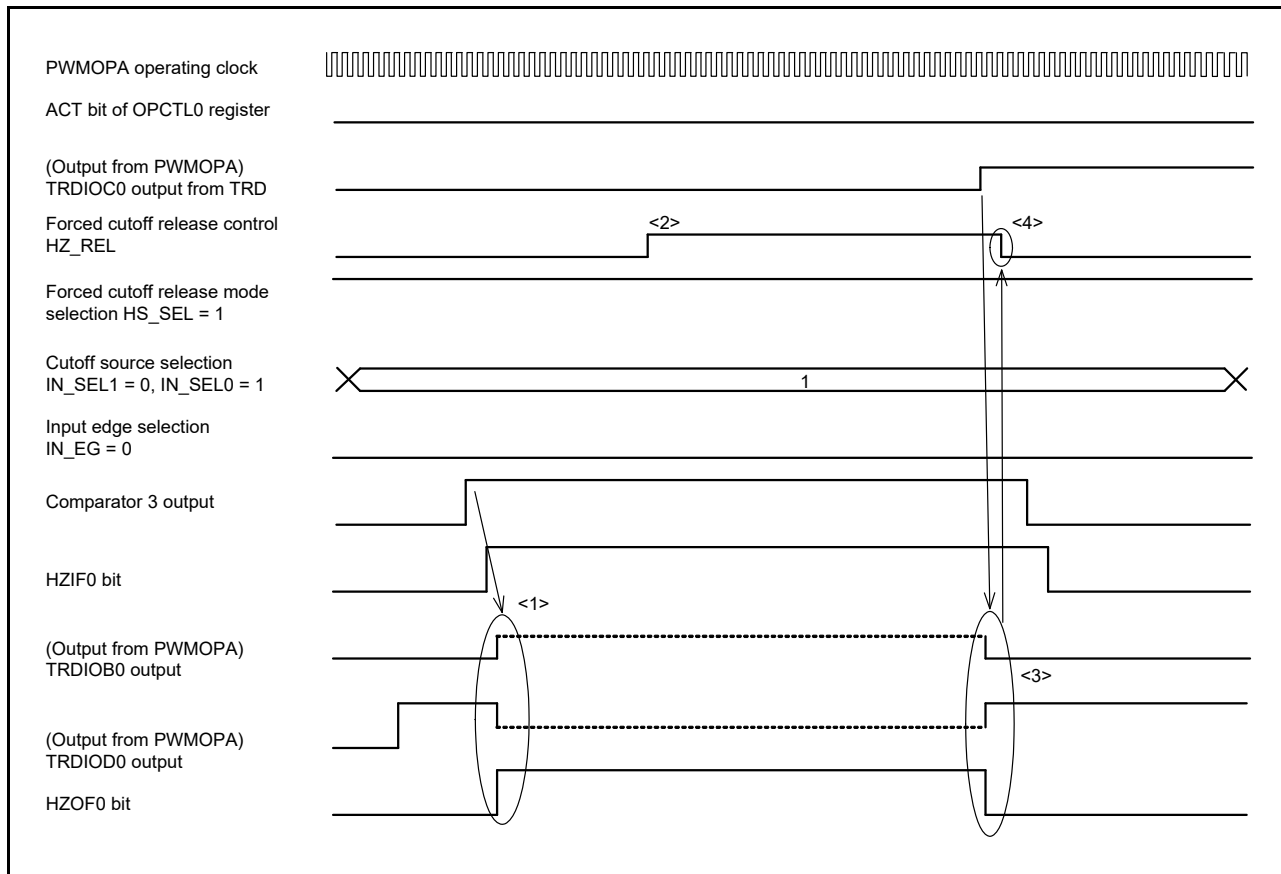 PWMOPA operating clock
ACT bit of OPCTL0 register
(Output from PWMOPA)
TRDIOC0 output from TRD
Forced cutoff release control
HZ_REL
<2>
<4>
Forced cutoff release mode
selection HS_SEL = 1
Cutoff source selection
IN_SEL1 = 0, IN_SEL0 = 1
1
Input edge selection
IN_EG = 0
Comparator 3 output
HZIF0 bit
<1>
(Output from PWMOPA)
TRDIOB0 output
<3>
(Output from PWMOPA)
TRDIOD0 output
HZOF0 bit